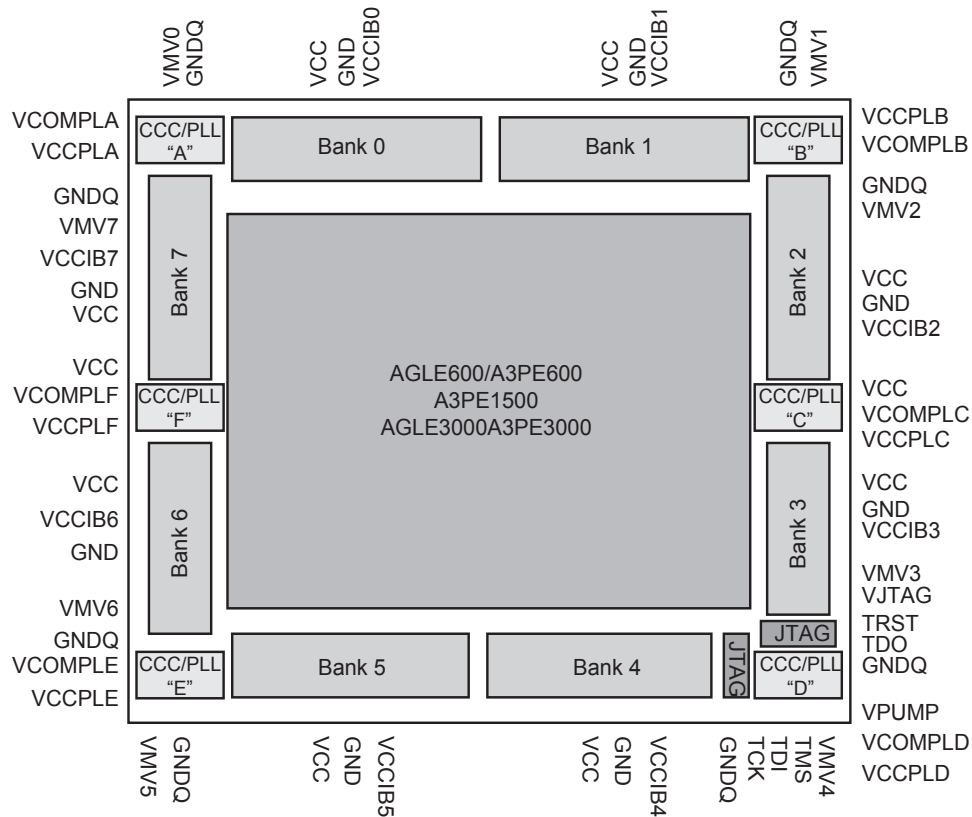 VMV0
GNDQ
VCC
GND
VCCIB0
VCC
GND
VCCIB1
GNDQ
VMV1
VCOMPLA
VCCPLA
GNDQ
VMV7
VCCIB7
GND
VCC
VCC
VCOMPLF
VCCPLF
VCC
VCCIB6
GND
VMV6
GNDQ
VCOMPLE
VCCPLE
CCC/PLL
“A”
Bank 0
Bank 1
CCC/PLL
“B”
Bank 7
Bank 2
AGLE600/A3PE600
A3PE1500
AGLE3000A3PE3000
CCC/PLL
“F”
CCC/PLL
“C”
Bank 6
Bank 3
JTAG
CCC/PLL
“E”
Bank 5
Bank 4
JTAG
CCC/PLL
“D”
VCCPLB
VCOMPLB
GNDQ
VMV2
VCC
GND
VCCIB2
VCC
VCOMPLC
VCCPLC
VCC
GND
VCCIB3
VMV3
VJTAG
TRST
TDO
GNDQ
VPUMP
VCOMPLD
VCCPLD
VMV5
GNDQ
VCC
GND
VCCIB5
VCC
GND
VCCIB4
GNDQ
TCK
TDI
TMS
VMV4